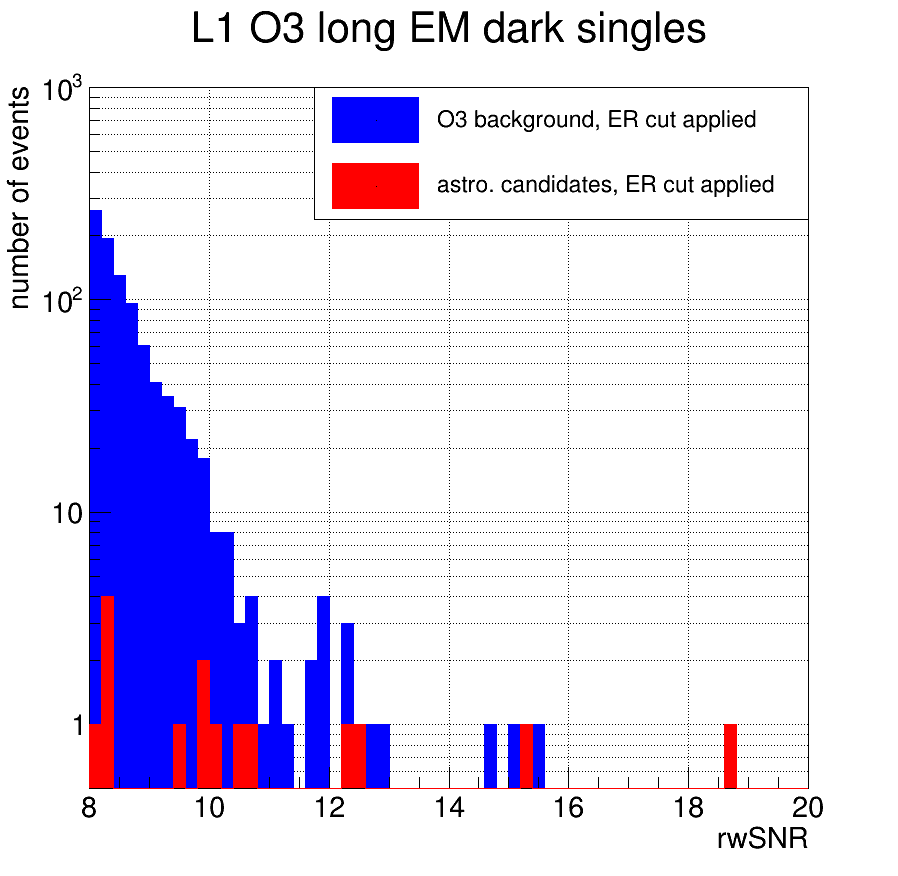 L1 O3 long EM dark singles
number of events
O3 background, ER cut applied
astro. candidates, ER cut applied
10³
10²
10
1
8 10 12 14 16 18 20
rwSNR